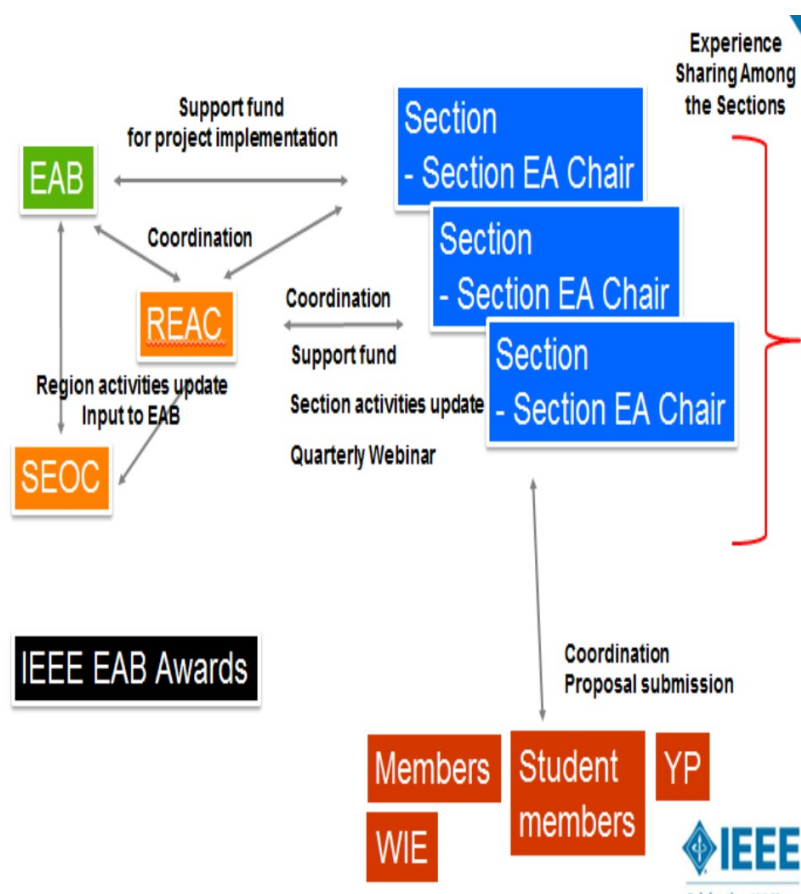 Experience
Sharing Among
the Sections
Support fund
for project implementation
Section
- Section EA Chair
EAB
Coordination
Section
- Section EA Chair
REAC
Coordination
Support fund
Section activities update
Quarterly Webinar
Section
- Section EA Chair
Region activities update
Input to EAB
SEOC
IEEE EAB Awards
Coordination
Proposal submission
Members
Student
members
YP
WIE
IEEE